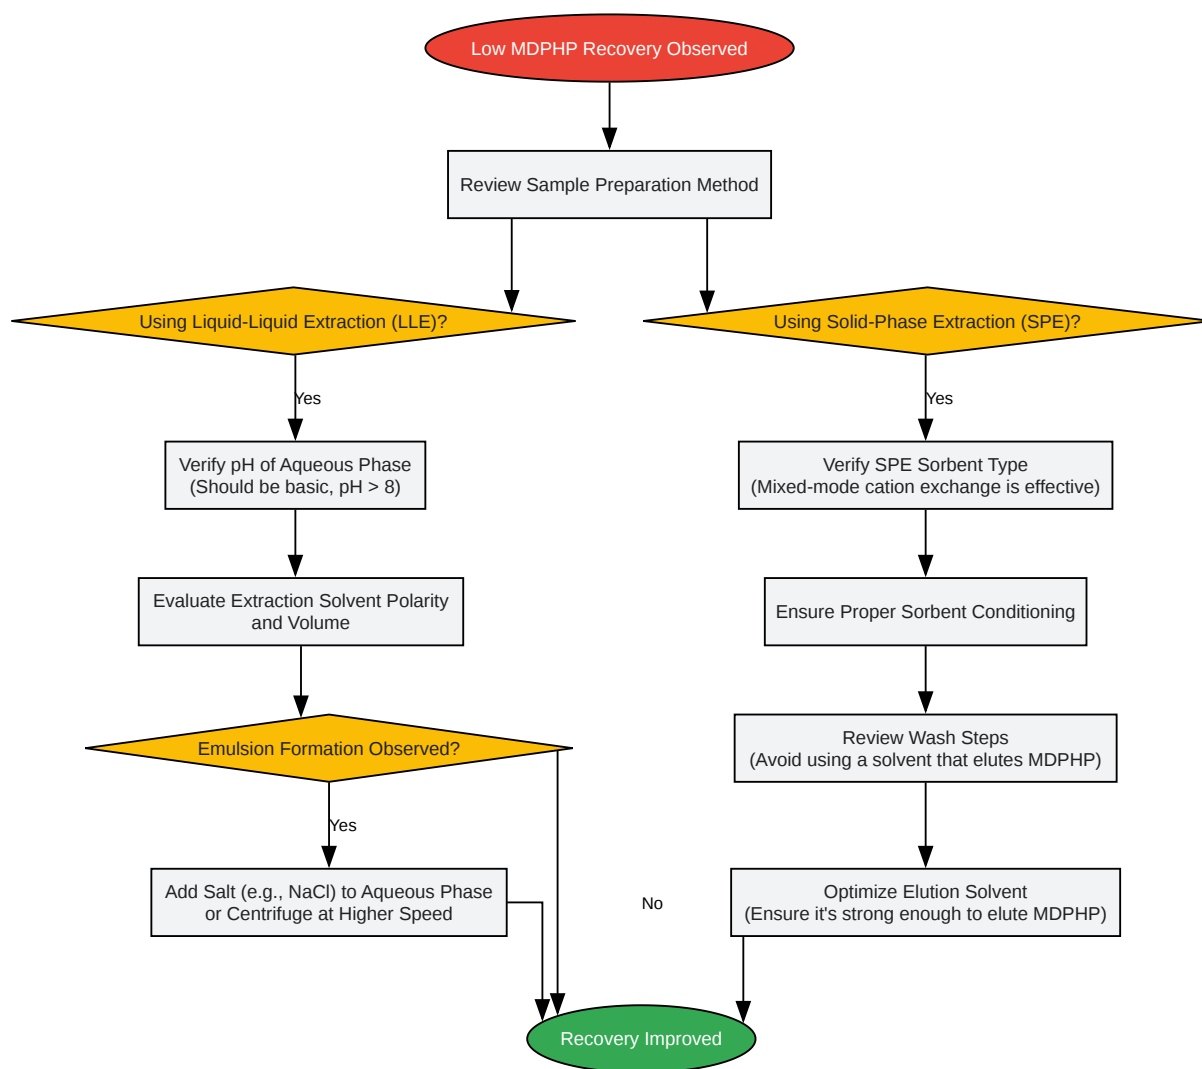 Low MDPHP Recovery Observed
Review Sample Preparation Method
Using Liquid-Liquid Extraction (LLE)?
Using Solid-Phase Extraction (SPE)?
Yes
Yes
Verify pH of Aqueous Phase
(Should be basic, pH > 8)
Verify SPE Sorbent Type
(Mixed-mode cation exchange is effective)
Evaluate Extraction Solvent Polarity
and Volume
Ensure Proper Sorbent Conditioning
Emulsion Formation Observed?
Review Wash Steps
(Avoid using a solvent that elutes MDPHP)
Yes
Add Salt (e.g., NaCl) to Aqueous Phase
or Centrifuge at Higher Speed
No
Optimize Elution Solvent
(Ensure it's strong enough to elute MDPHP)
Recovery Improved